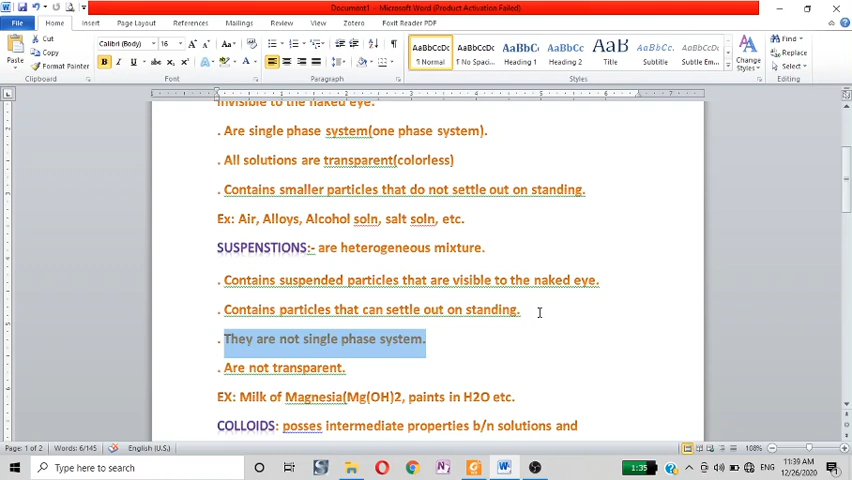 Document1 - Microsoft Word (Product Activation Failed)
File Home Insert Page Layout References Mailings Review View Zotero Foxit Reader PDF
Cut
Copy
Format Painter
Paste
Calibri (Body) 16
AaBbCcDc AaBbCcDc AaBbC AaBbCc AaB AaBbCc. AaBbCcDc
¶ Normal ¶ No Spaci... Heading 1 Heading 2 Title Subtitle Subtle Em...
Change Styles
Find
Replace
Select
Clipboard Font Paragraph Styles Editing
invisible to the naked eye.
. Are single phase system(one phase system).
. All solutions are transparent(colorless)
. Contains smaller particles that do not settle out on standing.
Ex: Air, Alloys, Alcohol soln, salt soln, etc.
SUSPENSTIONS:- are heterogeneous mixture.
. Contains suspended particles that are visible to the naked eye.
. Contains particles that can settle out on standing.
. They are not single phase system.
. Are not transparent.
EX: Milk of Magnesia(Mg(OH)2, paints in H2O etc.
COLLOIDS: posses intermediate properties b/n solutions and
Page: 1 of 2 Words: 6/145 English (U.S.) 108%
Type here to search
1:35
ENG
11:39 AM
12/26/2020